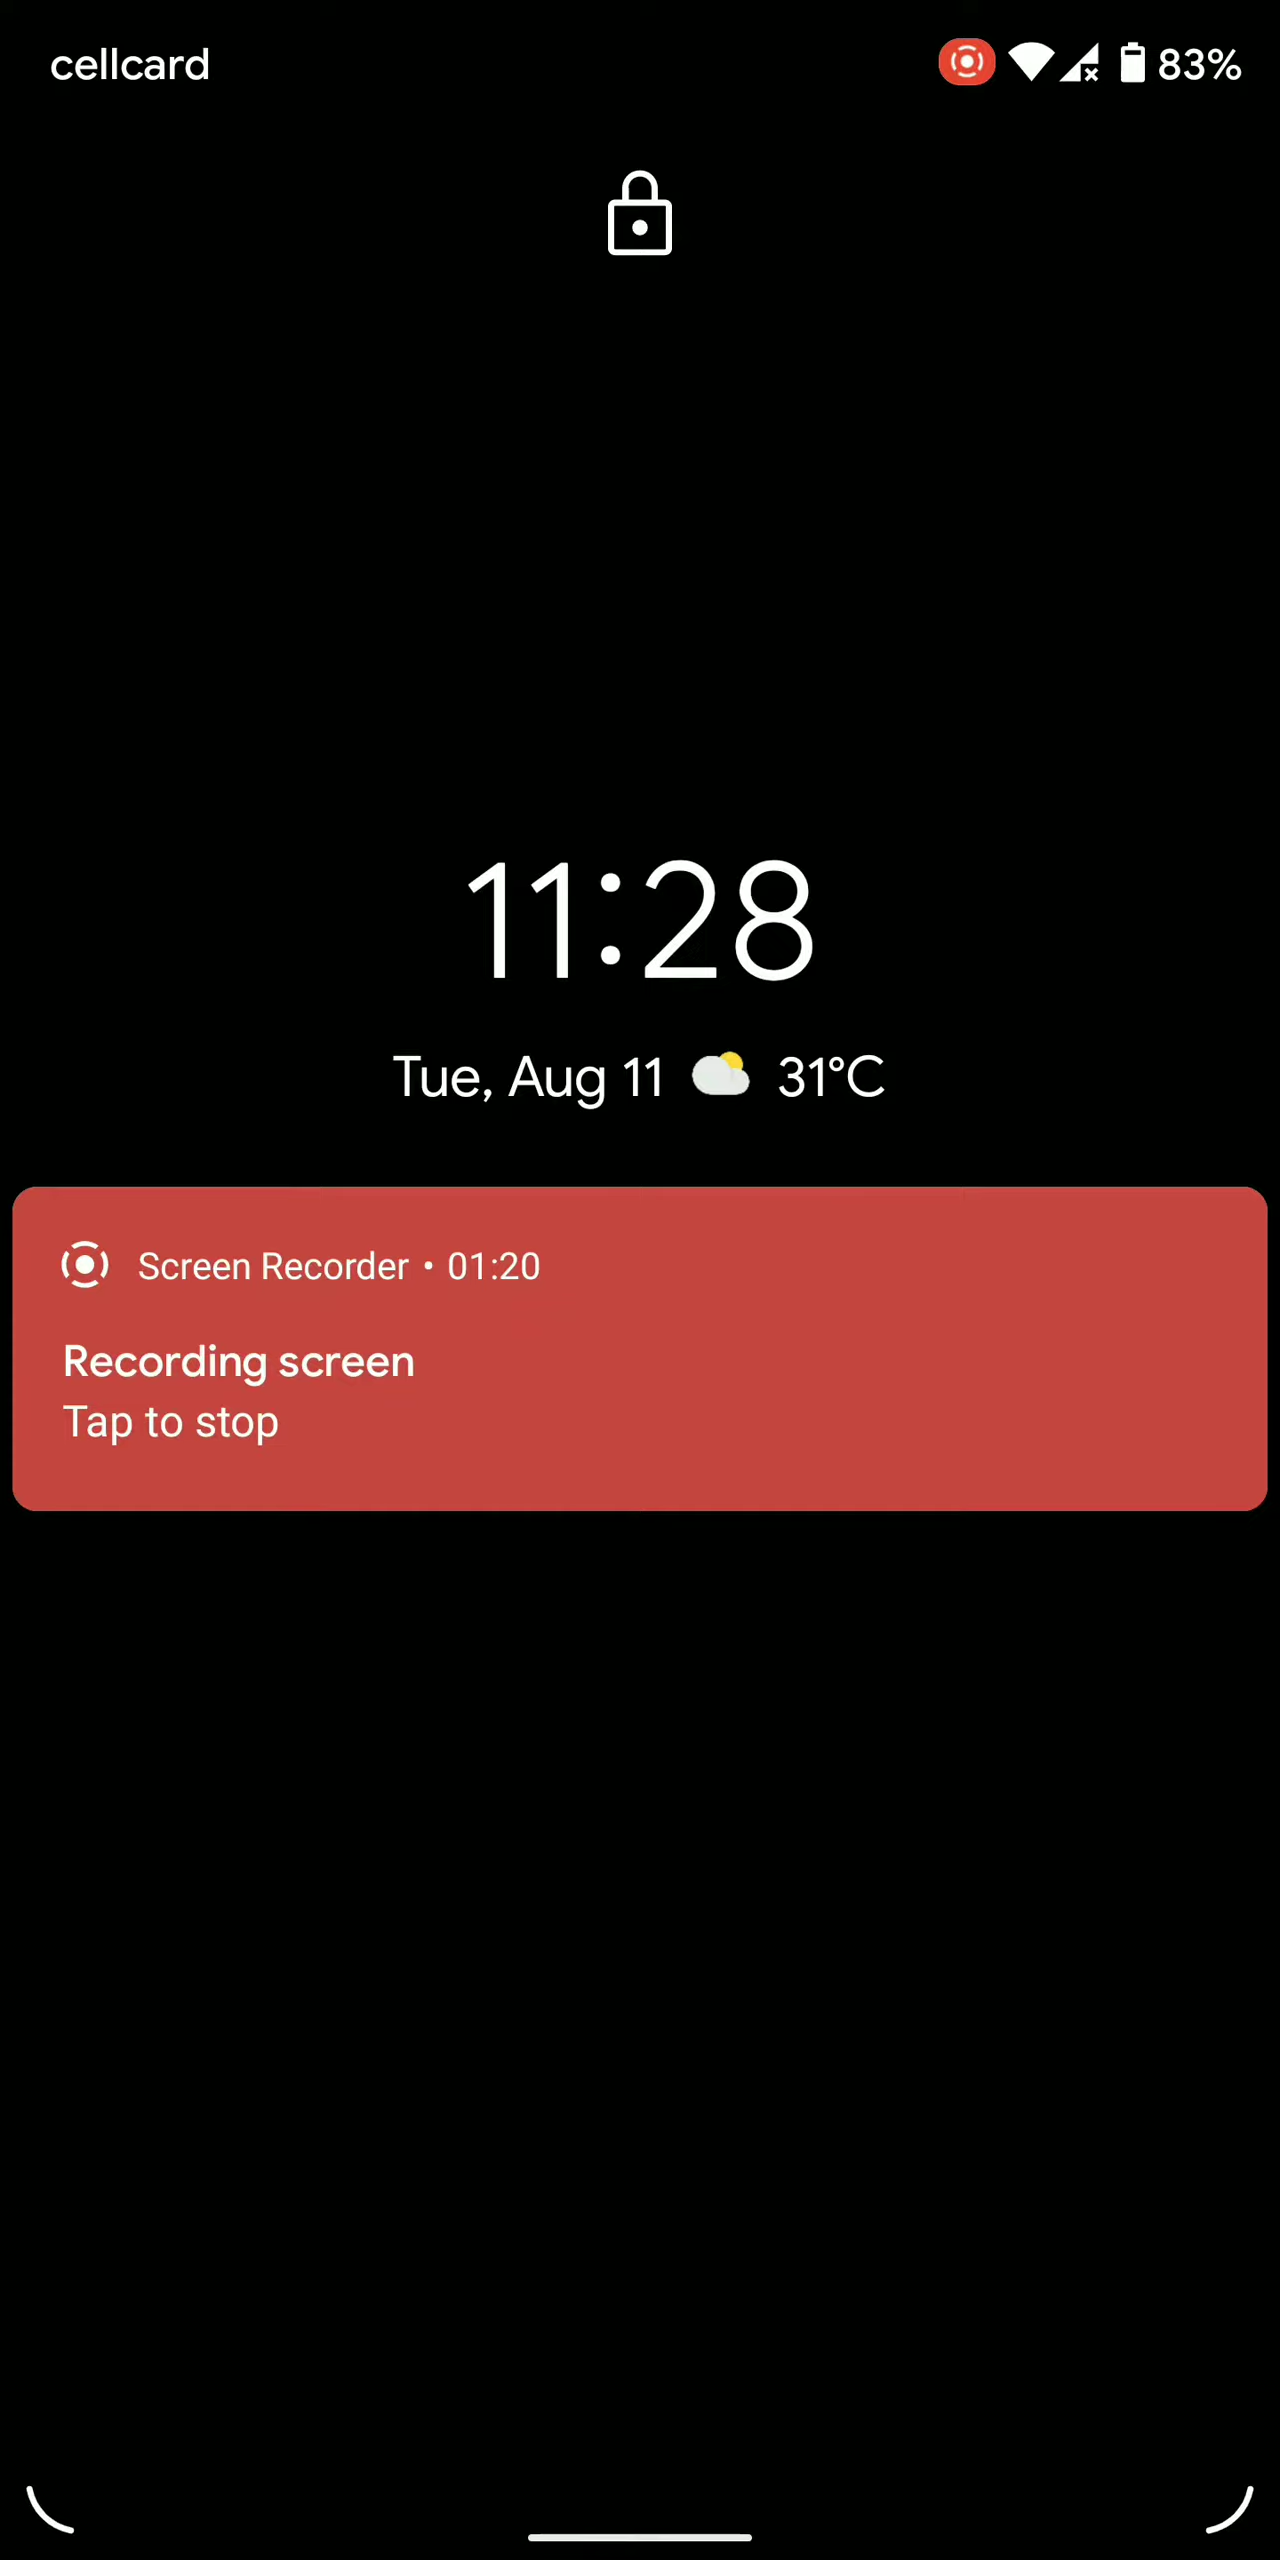 cellcard 83%
11:28
Tue, Aug 11 31°C
Screen Recorder • 01:20
Recording screen
Tap to stop